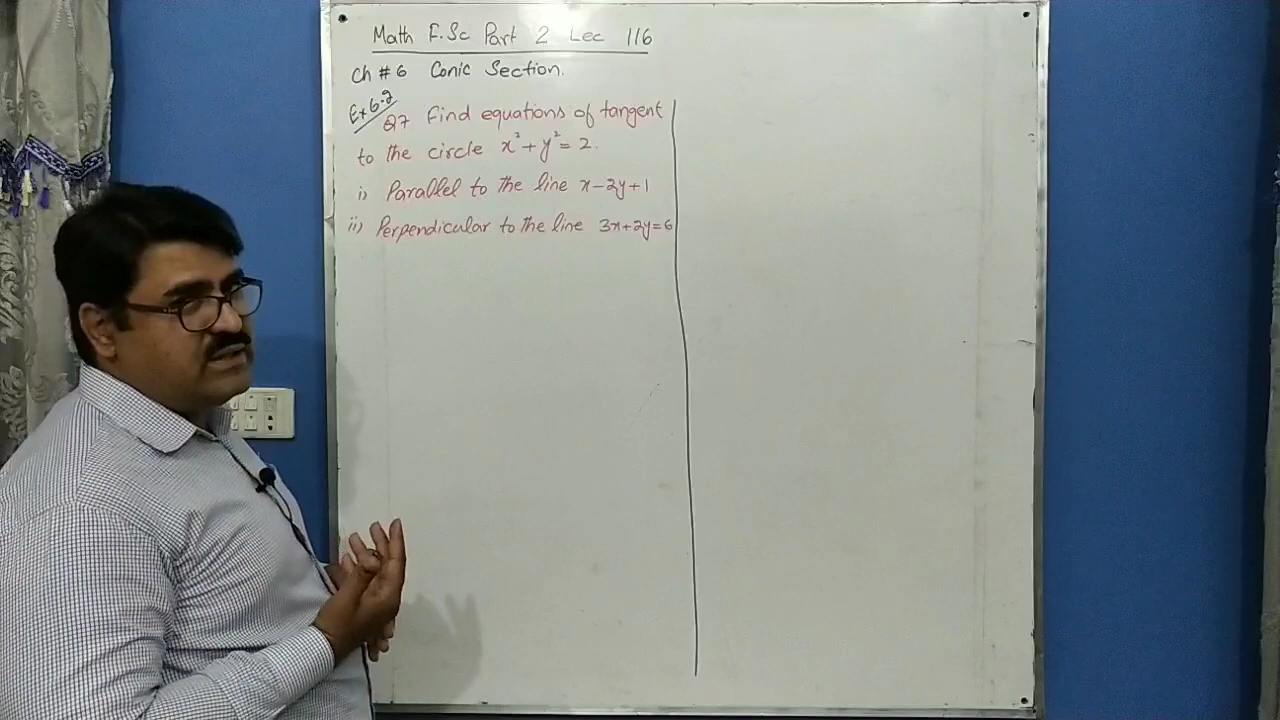 Math F.Sc Part 2 Lec 116
Ch # 6 Conic Section.
Ex 6.2
Q7 Find equations of tangent
to the circle x²+y²=2.
i) Parallel to the line x-2y+1
ii) Perpendicular to the line 3x+2y=6